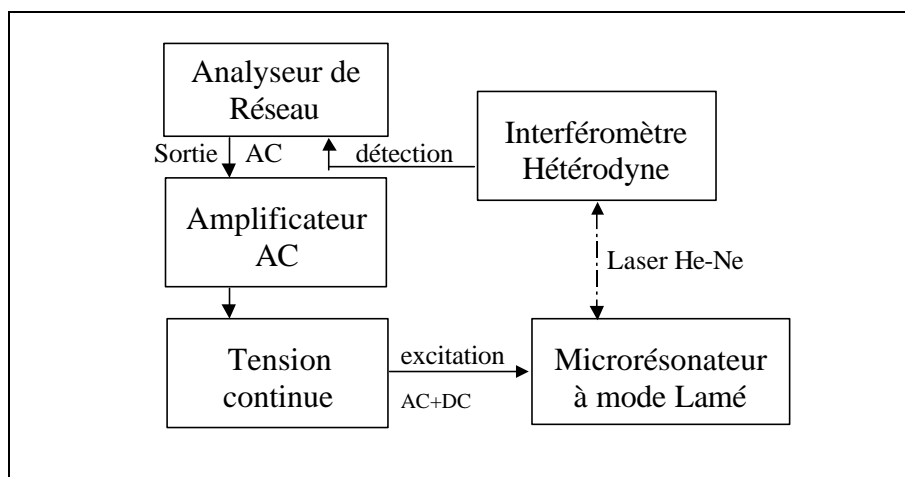 Analyseur de
Réseau
Sortie AC
détection
Interféromètre
Hétérodyne
Amplificateur
AC
Laser He-Ne
Tension
continue
excitation
AC+DC
Microrésonateur
à mode Lamé